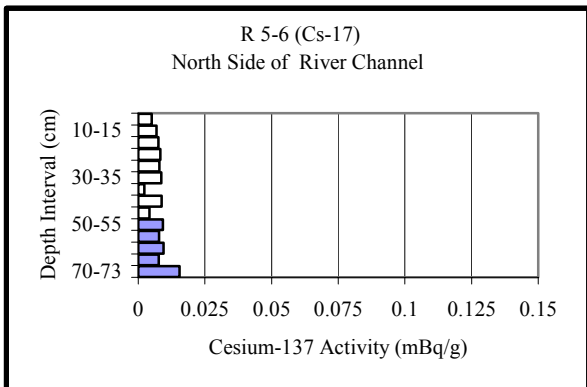 R 5-6 (Cs-17)
North Side of River Channel
Depth Interval (cm)
10-15
30-35
50-55
70-73
0 0.025 0.05 0.075 0.1 0.125 0.15
Cesium-137 Activity (mBq/g)